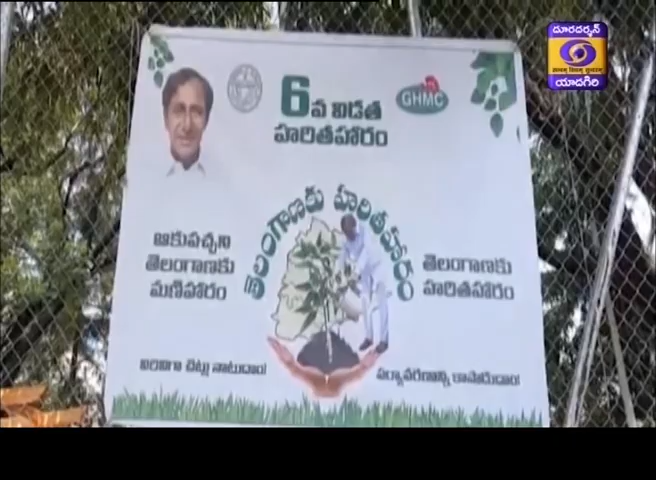 దూరదర్శన్
యాదగిరి
6వ విడత
హరితహారం
GHMC
తెలంగాణకు హరితహారం
ఆకుపచ్చని
తెలంగాణకు
మణిహారం
తెలంగాణకు
హరితహారం
విరివిగా చెట్లు నాటుదాం!
పర్యావరణాన్ని కాపాడుదాం!